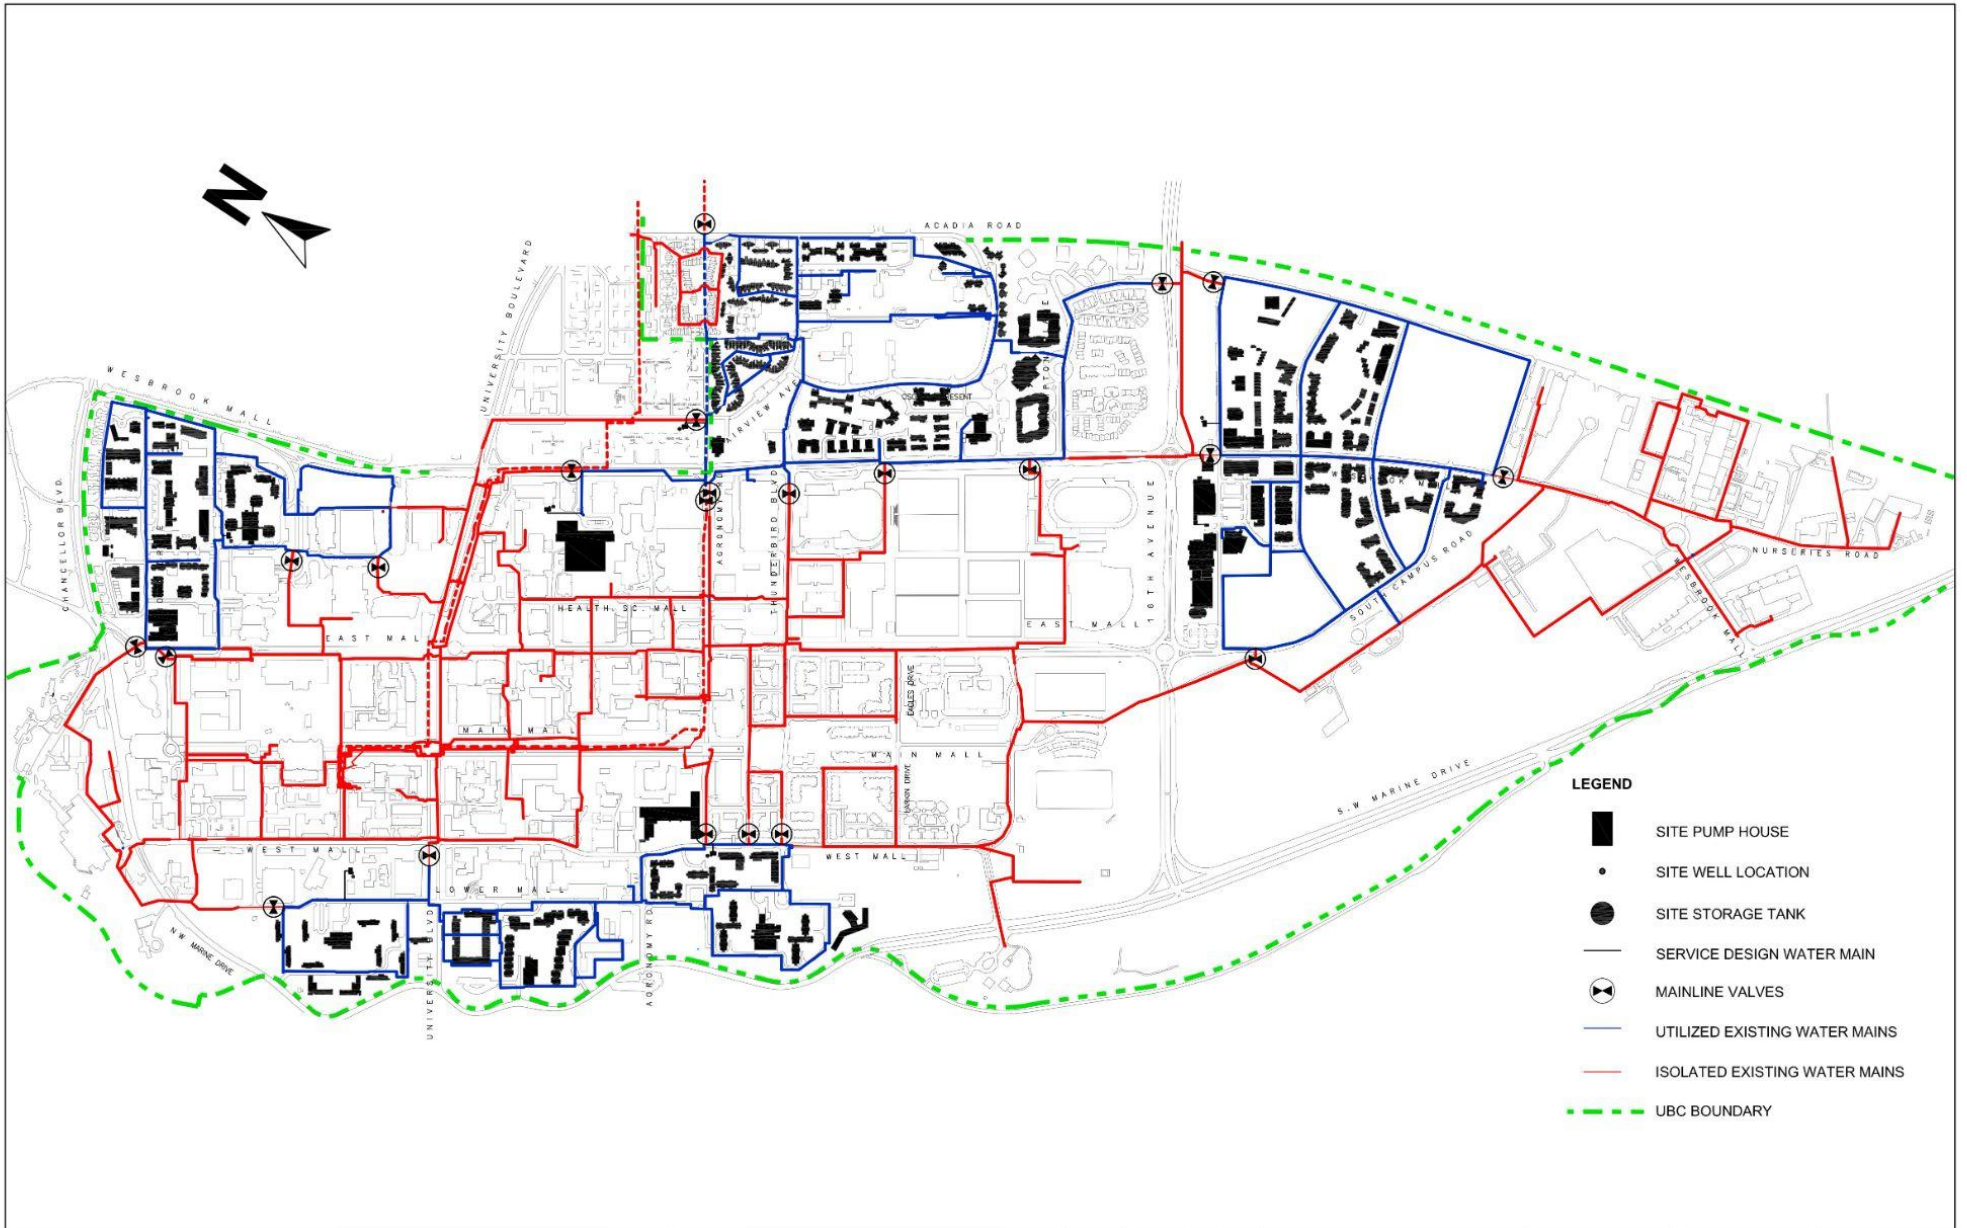 N
ACADIA ROAD
UNIVERSITY BOULEVARD
WESBROOK MALL
CHANCELLOR BLVD.
FAIRVIEW AVE
AGRONOMY
THUNDERBIRD BLVD
16TH AVENUE
HEALTH SC. MALL
EAST MALL
EAST MALL
SOUTH CAMPUS ROAD
NURSERIES ROAD
WESBROOK MALL
EAGLES DRIVE
MAIN MALL
MAIN MALL
LARKIN DRIVE
S.W MARINE DRIVE
WEST MALL
WEST MALL
LOWER MALL
N.W. MARINE DRIVE
UNIVERSITY BLVD
AGRONOMY RD
LEGEND
SITE PUMP HOUSE
SITE WELL LOCATION
SITE STORAGE TANK
SERVICE DESIGN WATER MAIN
MAINLINE VALVES
UTILIZED EXISTING WATER MAINS
ISOLATED EXISTING WATER MAINS
UBC BOUNDARY